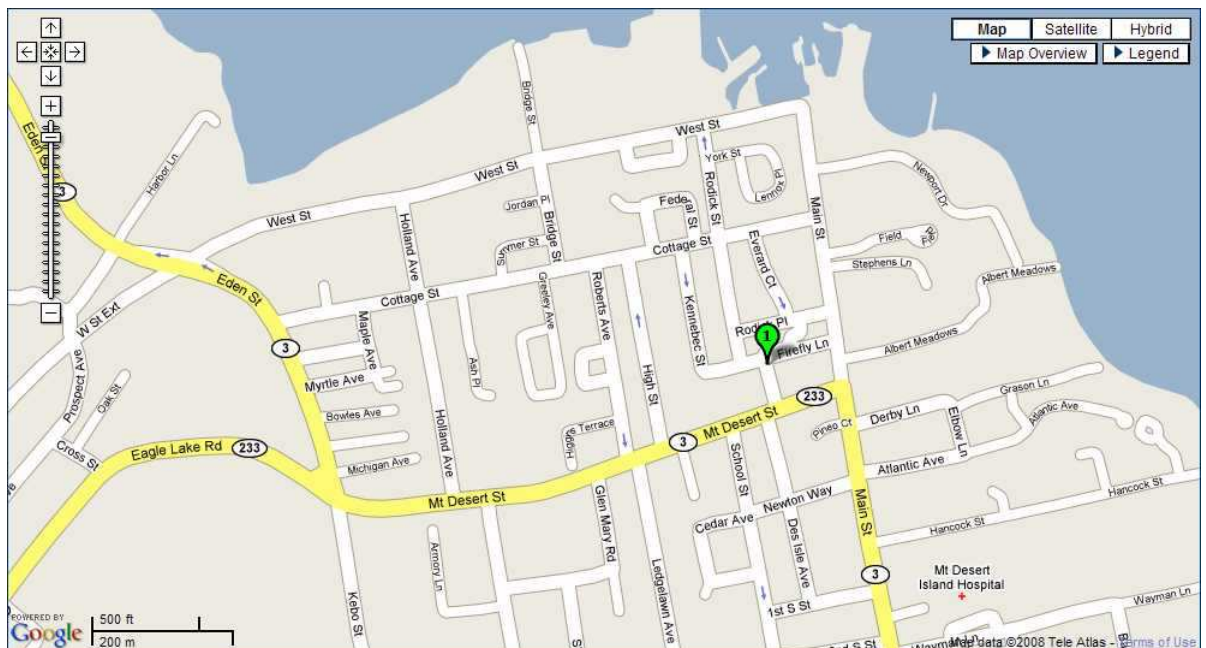 Map
Satellite
Hybrid
Map Overview
Legend
Bridge St
West St
York St
Lennox Pl
Rodick St
Main St
Newport Dr
Harbor Ln
3
West St
West St
Jordan Pl
Bridge St
Federal St
Holland Ave
Summer St
Cottage St
Everard Ct
Field
Stephens Ln
Albert Meadows
Eden St
Cottage St
Greeley Ave
Roberts Ave
Kennebec St
W St Ext
Maple Ave
Rodick Pl
1
Firefly Ln
Albert Meadows
3
Prospect Ave
Myrtle Ave
Ash Pl
High St
Oak St
Bowles Ave
Holland Ave
233
Mt Desert St
3
Derby Ln
Grason Ln
Pineo Ct
Elbow Ln
Atlantic Ave
Cross St
Eagle Lake Rd
233
Michigan Ave
s Terrace
Higgin
School St
Atlantic Ave
Mt Desert St
Glen Mary Rd
Newton Way
Cedar Ave
Hancock St
Main St
Hancock St
Des Isle Ave
Armory Ln
Ledgelawn Ave
3
Mt Desert
Island Hospital
Kebo St
1st S St
Wayman Ln
POWERED BY
Google
500 ft
200 m
S
Map data ©2008 Tele Atlas - Terms of Use